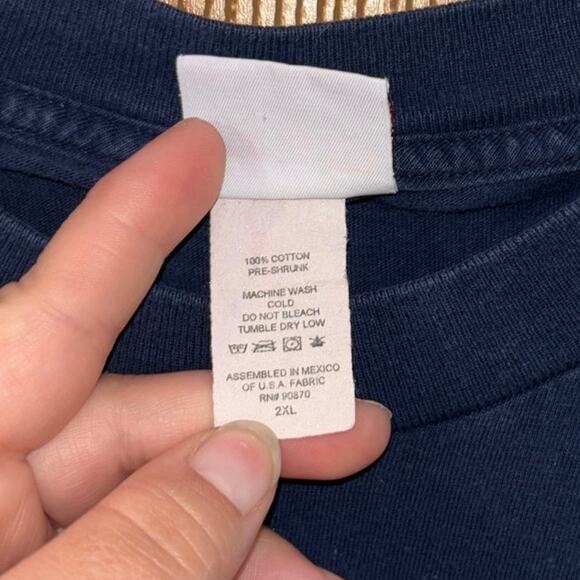 100% COTTON
PRE-SHRUNK
MACHINE WASH
COLD
DO NOT BLEACH
TUMBLE DRY LOW
ASSEMBLED IN MEXICO
OF U.S.A. FABRIC
RN# 90870
2XL